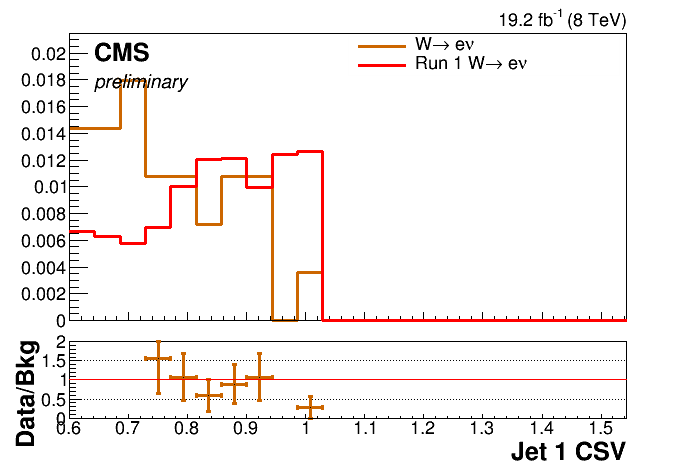 19.2 fb⁻¹ (8 TeV)
CMS
preliminary
W→ eν
Run 1 W→ eν
0.02
0.018
0.016
0.014
0.012
0.01
0.008
0.006
0.004
0.002
0
Data/Bkg
2
1.5
1
0.5
0
0.6 0.7 0.8 0.9 1 1.1 1.2 1.3 1.4 1.5
Jet 1 CSV